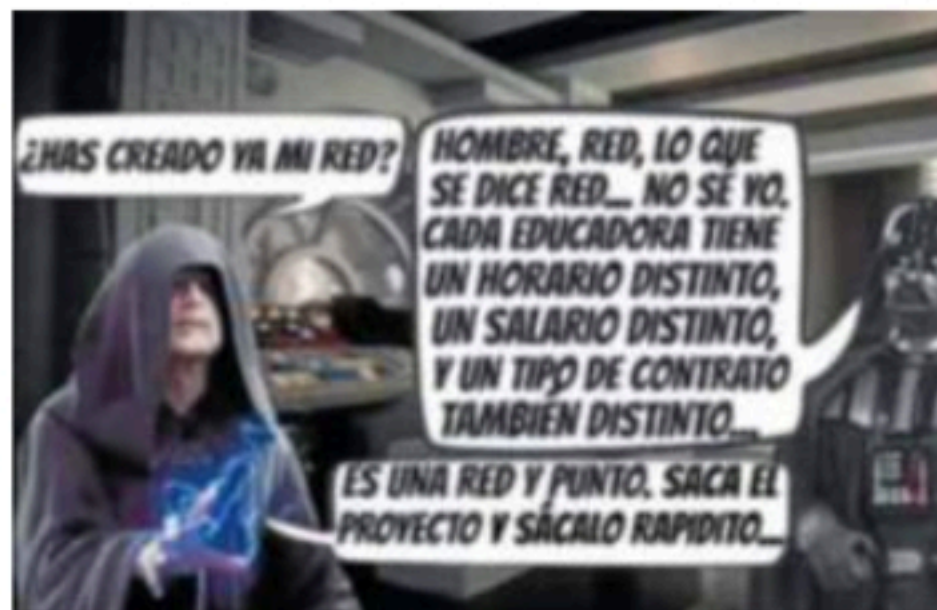 ¿HAS CREADO YA MI RED?
HOMBRE, RED, LO QUE
SE DICE RED... NO SÉ YO.
CADA EDUCADORA TIENE
UN HORARIO DISTINTO,
UN SALARIO DISTINTO,
Y UN TIPO DE CONTRATO
TAMBIÉN DISTINTO...
ES UNA RED Y PUNTO. SACA EL
PROYECTO Y SÁCALO RAPIDITO...